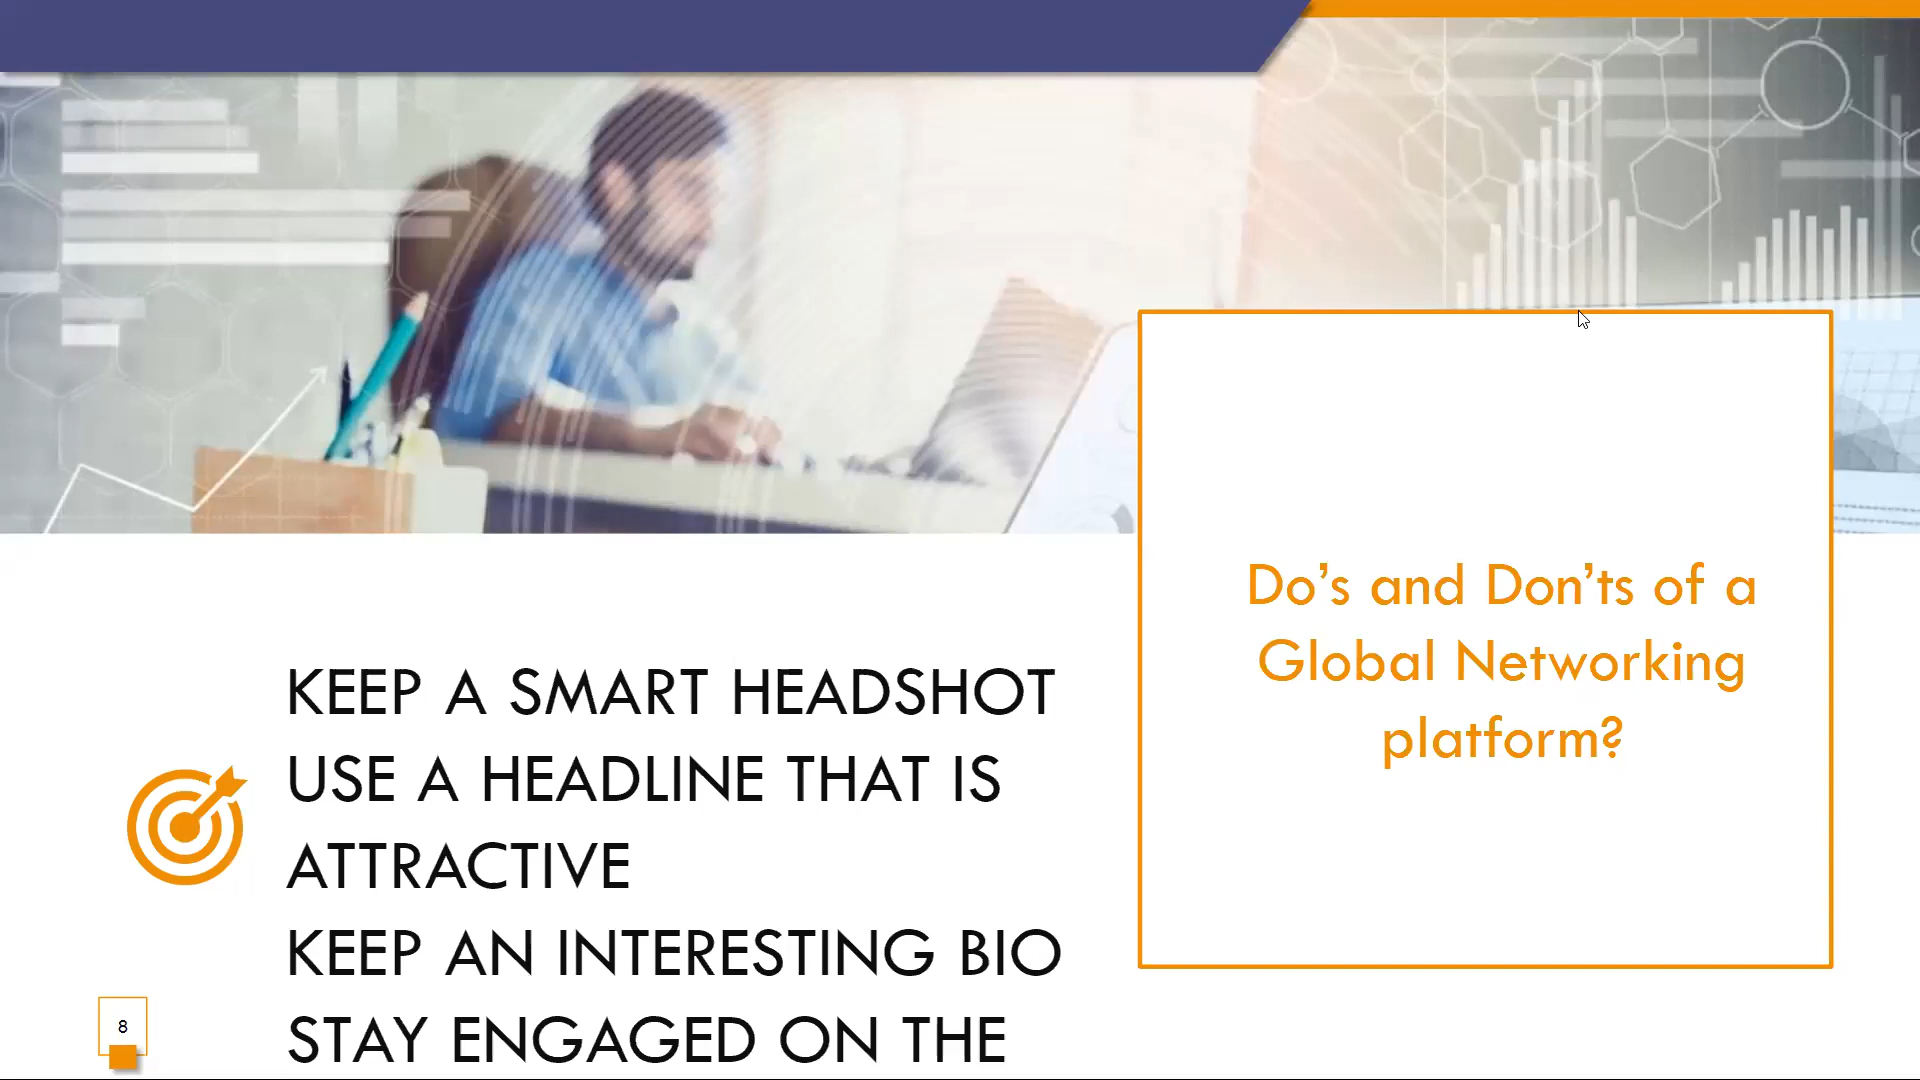 Do’s and Don’ts of a
Global Networking
platform?
KEEP A SMART HEADSHOT
USE A HEADLINE THAT IS
ATTRACTIVE
KEEP AN INTERESTING BIO
STAY ENGAGED ON THE
8